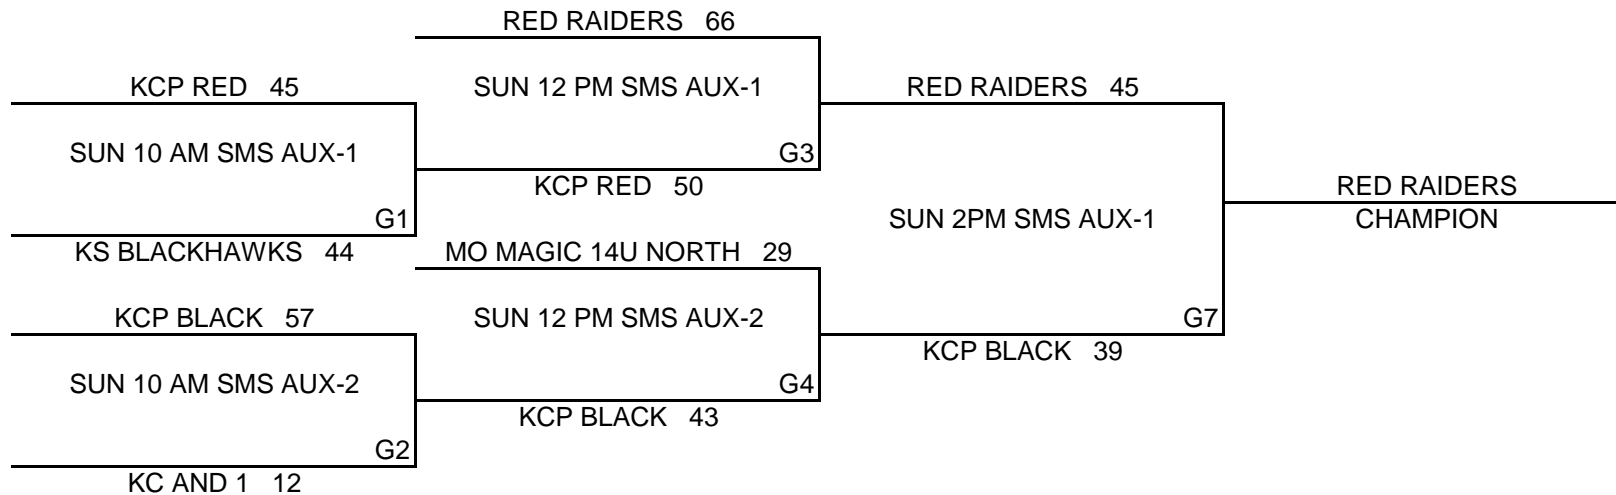 RED RAIDERS 66
KCP RED 45
SUN 12 PM SMS AUX-1
RED RAIDERS 45
SUN 10 AM SMS AUX-1
G3
KCP RED 50
RED RAIDERS
G1
SUN 2PM SMS AUX-1
CHAMPION
KS BLACKHAWKS 44
MO MAGIC 14U NORTH 29
KCP BLACK 57
SUN 12 PM SMS AUX-2
G7
KCP BLACK 39
SUN 10 AM SMS AUX-2
G4
KCP BLACK 43
G2
KC AND 1 12